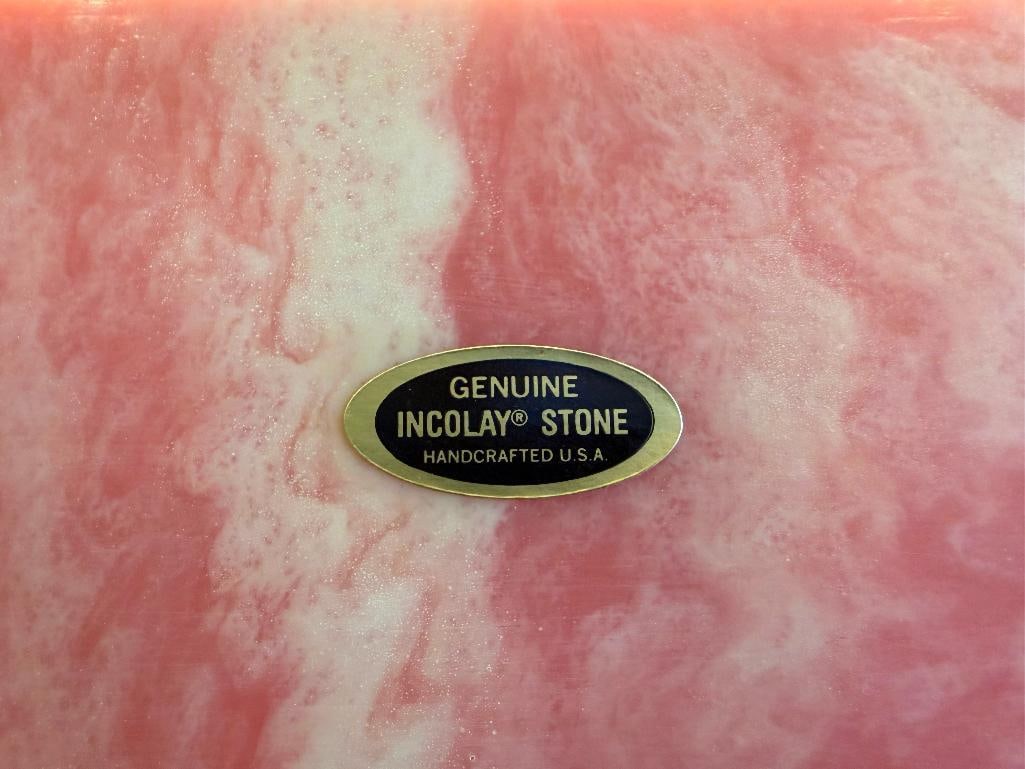 GENUINE
INCOLAY® STONE
HANDCRAFTED U.S.A.